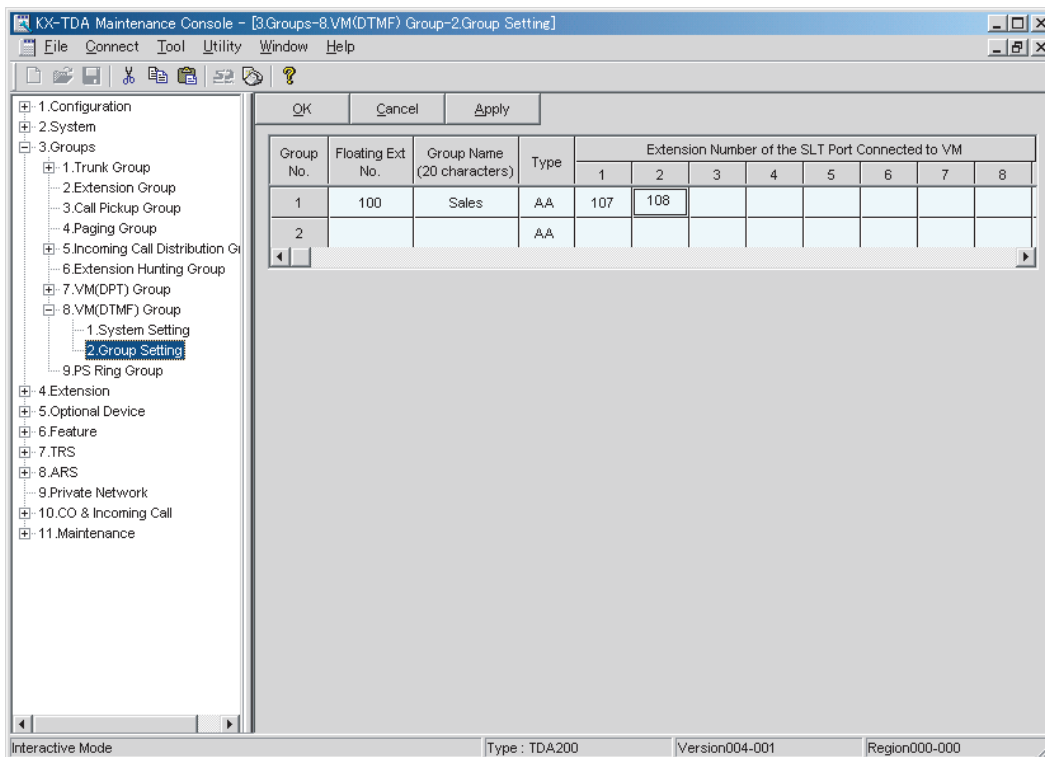 KX-TDA Maintenance Console - [3.Groups-8.VM(DTMF) Group-2.Group Setting]
File Connect Tool Utility Window Help
1.Configuration
2.System
3.Groups
1.Trunk Group
2.Extension Group
3.Call Pickup Group
4.Paging Group
5.Incoming Call Distribution Gr
6.Extension Hunting Group
7.VM(DPT) Group
8.VM(DTMF) Group
1.System Setting
2.Group Setting
9.PS Ring Group
4.Extension
5.Optional Device
6.Feature
7.TRS
8.ARS
9.Private Network
10.CO & Incoming Call
11.Maintenance
OK Cancel Apply
Group No. Floating Ext No. Group Name (20 characters) Type Extension Number of the SLT Port Connected to VM
1 2 3 4 5 6 7 8
1 100 Sales AA 107 108
2 AA
Interactive Mode Type : TDA200 Version004-001 Region000-000